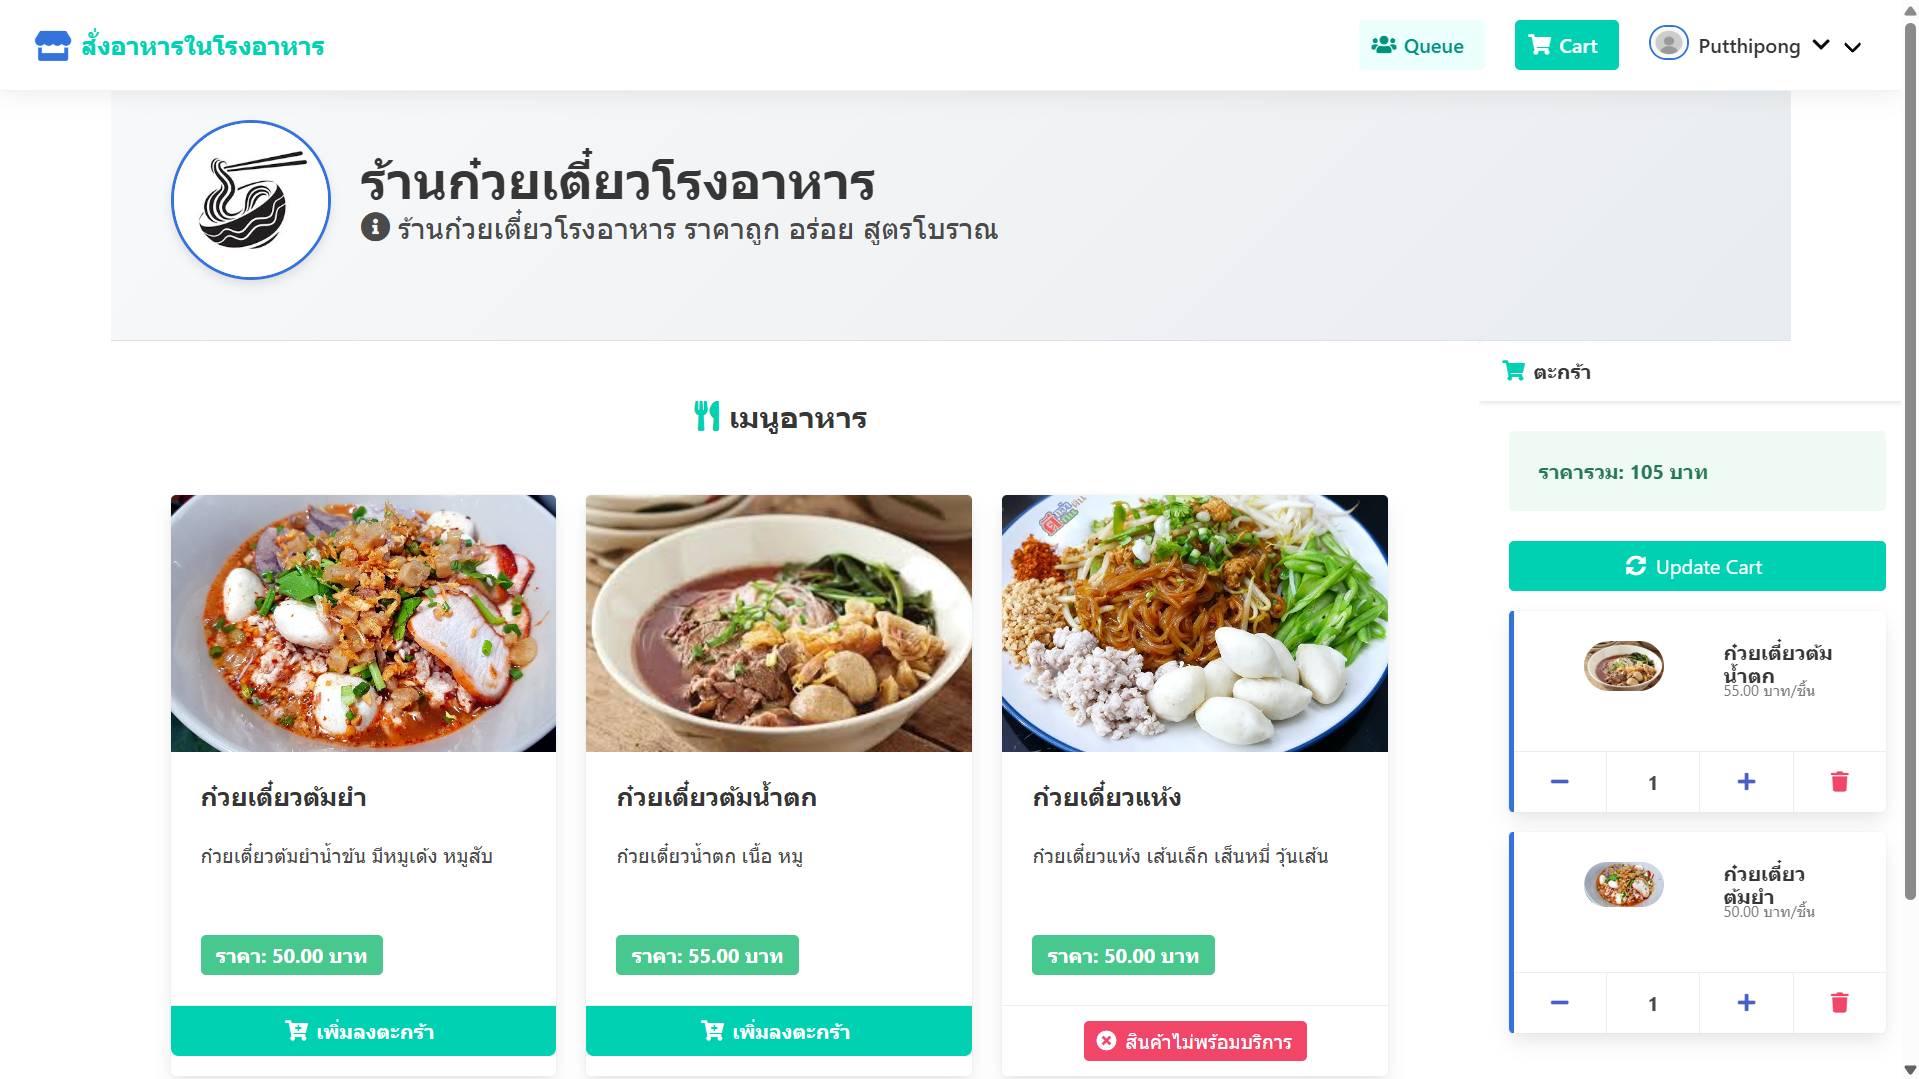 สั่งอาหารในโรงอาหาร
Queue
Cart
Putthipong
ร้านก๋วยเตี๋ยวโรงอาหาร
ร้านก๋วยเตี๋ยวโรงอาหาร ราคาถูก อร่อย สูตรโบราณ
ตะกร้า
เมนูอาหาร
ราคารวม: 105 บาท
Update Cart
ก๋วยเตี๋ยวต้ม
น้ำตก
55.00 บาท/ชิ้น
1
ก๋วยเตี๋ยวต้มยำ
ก๋วยเตี๋ยวต้มน้ำตก
ก๋วยเตี๋ยวแห้ง
ก๋วยเตี๋ยวต้มยำน้ำข้น มีหมูเด้ง หมูสับ
ก๋วยเตี๋ยวน้ำตก เนื้อ หมู
ก๋วยเตี๋ยวแห้ง เส้นเล็ก เส็นหมี่ วุ้นเส้น
ก๋วยเตี๋ยว
ต้มยำ
50.00 บาท/ชิ้น
1
ราคา: 50.00 บาท
ราคา: 55.00 บาท
ราคา: 50.00 บาท
เพิ่มลงตะกร้า
เพิ่มลงตะกร้า
สินค้าไม่พร้อมบริการ